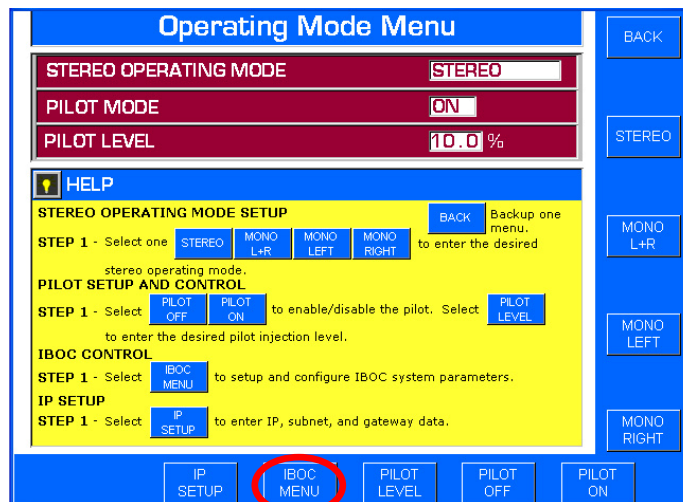 Operating Mode Menu
BACK
STEREO OPERATING MODE STEREO
PILOT MODE ON
PILOT LEVEL 10.0 %
STEREO
HELP
STEREO OPERATING MODE SETUP
BACK Backup one
menu.
STEP 1 - Select one STEREO MONO L+R MONO LEFT MONO RIGHT to enter the desired
stereo operating mode.
PILOT SETUP AND CONTROL
STEP 1 - Select PILOT OFF PILOT ON to enable/disable the pilot. Select PILOT LEVEL
to enter the desired pilot injection level.
IBOC CONTROL
STEP 1 - Select IBOC MENU to setup and configure IBOC system parameters.
IP SETUP
STEP 1 - Select IP SETUP to enter IP, subnet, and gateway data.
MONO
L+R
MONO
LEFT
MONO
RIGHT
IP
SETUP
IBOC
MENU
PILOT
LEVEL
PILOT
OFF
PILOT
ON